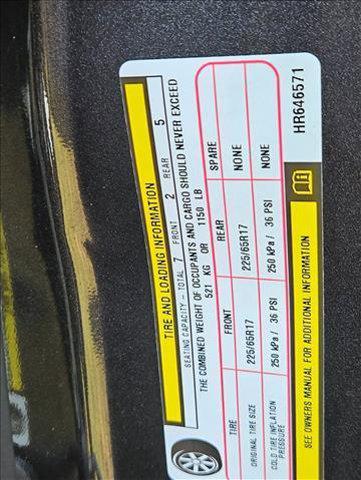 TIRE AND LOADING INFORMATION
SEATING CAPACITY - TOTAL 7 FRONT 2 REAR 5
THE COMBINED WEIGHT OF OCCUPANTS AND CARGO SHOULD NEVER EXCEED
521 KG OR 1150 LB
TIRE FRONT REAR SPARE
ORIGINAL TIRE SIZE 225/65R17 225/65R17 NONE
COLD TIRE INFLATION PRESSURE 250 kPa / 36 PSI 250 kPa / 36 PSI NONE
SEE OWNERS MANUAL FOR ADDITIONAL INFORMATION
HR646571